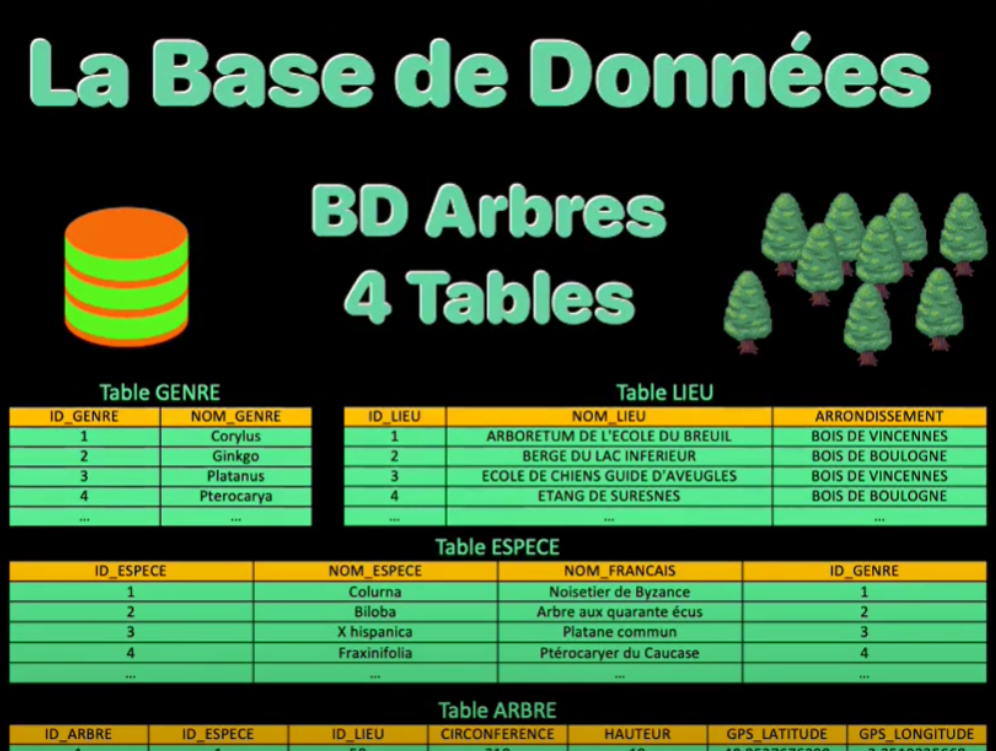 La Base de Données
BD Arbres
4 Tables
Table GENRE
ID_GENRE NOM_GENRE
1 Corylus
2 Ginkgo
3 Platanus
4 Pterocarya
... ...
Table LIEU
ID_LIEU NOM_LIEU ARRONDISSEMENT
1 ARBORETUM DE L'ECOLE DU BREUIL BOIS DE VINCENNES
2 BERGE DU LAC INFERIEUR BOIS DE BOULOGNE
3 ECOLE DE CHIENS GUIDE D'AVEUGLES BOIS DE VINCENNES
4 ETANG DE SURESNES BOIS DE BOULOGNE
... ... ...
Table ESPECE
ID_ESPECE NOM_ESPECE NOM_FRANCAIS ID_GENRE
1 Colurna Noisetier de Byzance 1
2 Biloba Arbre aux quarante écus 2
3 X hispanica Platane commun 3
4 Fraxinifolia Ptérocaryer du Caucase 4
... ... ... ...
Table ARBRE
ID_ARBRE ID_ESPECE ID_LIEU CIRCONFERENCE HAUTEUR GPS_LATITUDE GPS_LONGITUDE